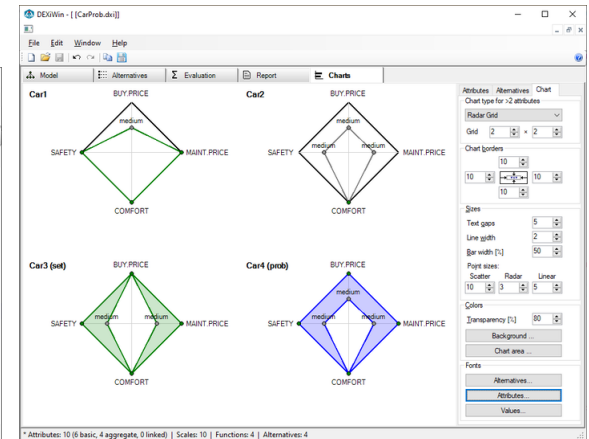 DEXiWin - [ [CarProb.dxi]]
File Edit Window Help
Model Alternatives Σ Evaluation Report Charts
Car1
BUY.PRICE
medium
SAFETY
MAINT.PRICE
COMFORT
Car2
BUY.PRICE
medium
SAFETY
medium
medium
MAINT.PRICE
COMFORT
Car3 (set)
BUY.PRICE
SAFETY
medium
medium
MAINT.PRICE
COMFORT
Car4 (prob)
BUY.PRICE
medium
SAFETY
medium
medium
MAINT.PRICE
COMFORT
Attributes Alternatives Chart
Chart type for >2 attributes
Radar Grid
Grid 2 × 2
Chart borders
10
10 10
10
Sizes
Text gaps 5
Line width 2
Bar width [%] 50
Point sizes:
Scatter Radar Linear
10 3 5
Colors
Transparency [%] 80
Background ...
Chart area ...
Fonts
Alternatives...
Attributes...
Values...
* Attributes: 10 (6 basic, 4 aggregate, 0 linked) | Scales: 10 | Functions: 4 | Alternatives: 4